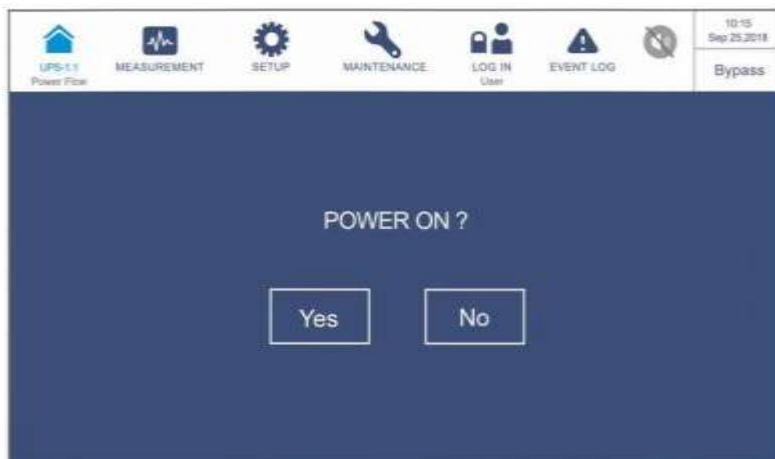 UPS-1.1
Power Flow
MEASUREMENT
SETUP
MAINTENANCE
LOG IN
User
EVENT LOG
10:15
Sep 25,2018
Bypass
POWER ON ?
Yes
No